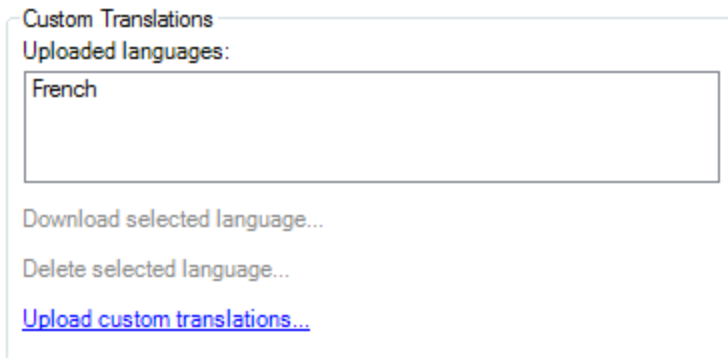 Custom Translations
Uploaded languages:
French
Download selected language...
Delete selected language...
Upload custom translations...